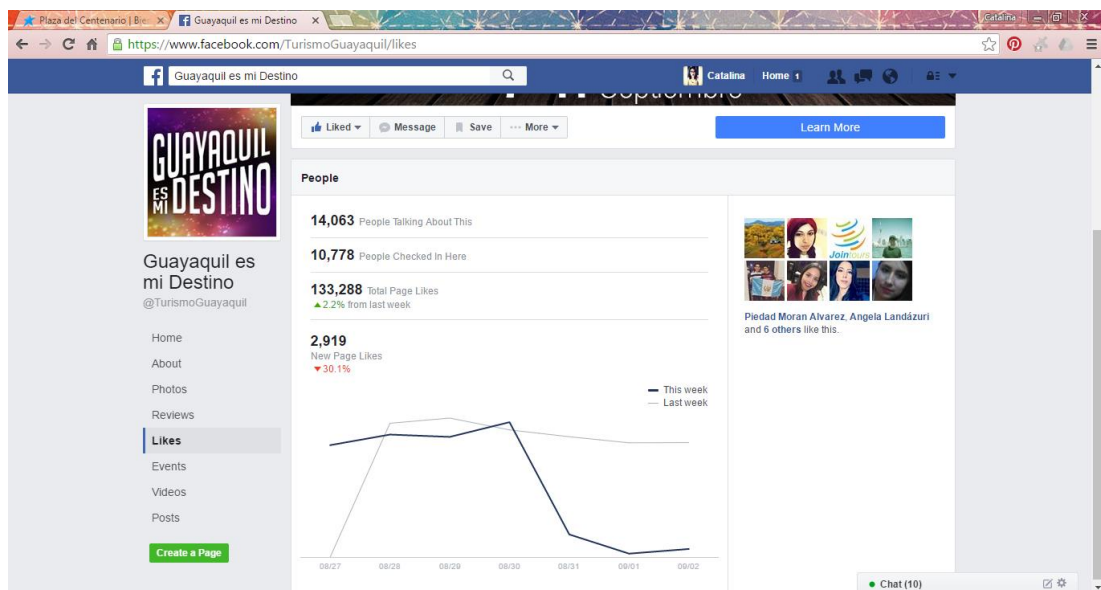 Plaza del Centenario | Bie
Guayaquil es mi Destino
Catalina
https://www.facebook.com/TurismoGuayaquil/likes
Guayaquil es mi Destino
Catalina
Home 1
Septiembre
Liked
Message
Save
More
Learn More
GUAYAQUIL
ES MI DESTINO
Guayaquil es
mi Destino
@TurismoGuayaquil
Home
About
Photos
Reviews
Likes
Events
Videos
Posts
Create a Page
People
14,063 People Talking About This
10,778 People Checked In Here
133,288 Total Page Likes
▲2.2% from last week
2,919
New Page Likes
▼30.1%
This week
Last week
08/27 08/28 08/29 08/30 08/31 09/01 09/02
Jointours
Piedad Moran Alvarez, Angela Landázuri
and 6 others like this.
Chat (10)